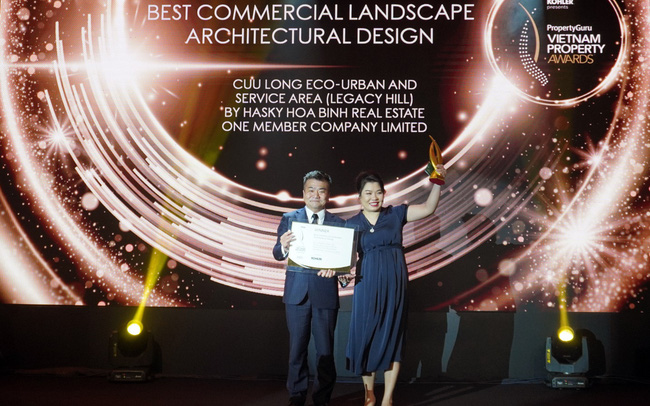 BEST COMMERCIAL LANDSCAPE
ARCHITECTURAL DESIGN
CUU LONG ECO-URBAN AND
SERVICE AREA (LEGACY HILL)
BY HASKY HOA BINH REAL ESTATE
ONE MEMBER COMPANY LIMITED
KOHLER
presents
PropertyGuru
VIETNAM
PROPERTY
AWARDS